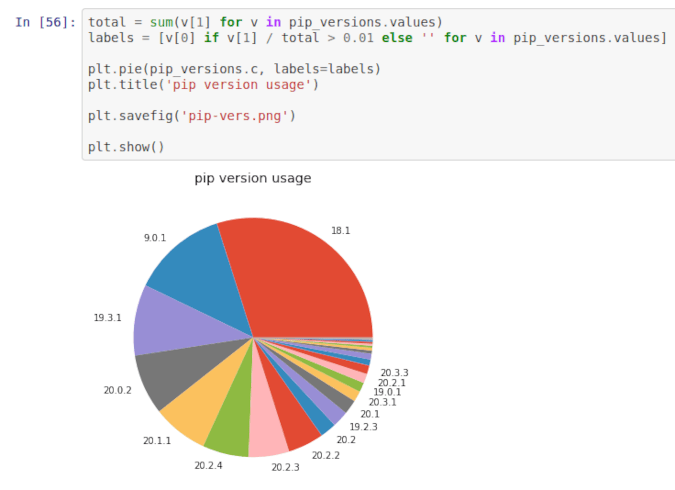 In [56]: total = sum(v[1] for v in pip_versions.values)
labels = [v[0] if v[1] / total > 0.01 else '' for v in pip_versions.values]
plt.pie(pip_versions.c, labels=labels)
plt.title('pip version usage')
plt.savefig('pip-vers.png')
plt.show()
pip version usage
18.1
9.0.1
19.3.1
20.0.2
20.1.1
20.2.4
20.2.3
20.2.2
20.2
19.2.3
20.1
20.3.1
19.0.1
20.2.1
20.3.3